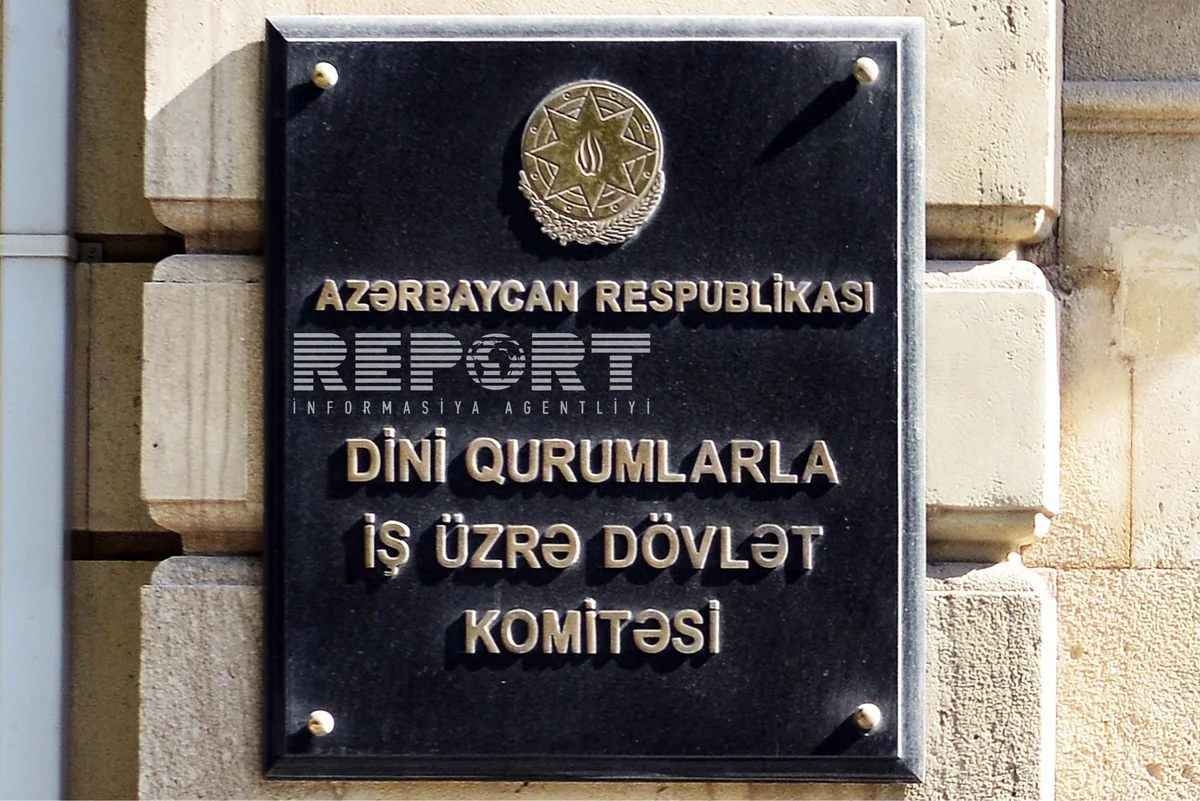 AZƏRBAYCAN RESPUBLİKASI
REPORT
İNFORMASİYA AGENTLİYİ
DİNİ QURUMLARLA
İŞ ÜZRƏ DÖVLƏT
KOMİTƏSİ